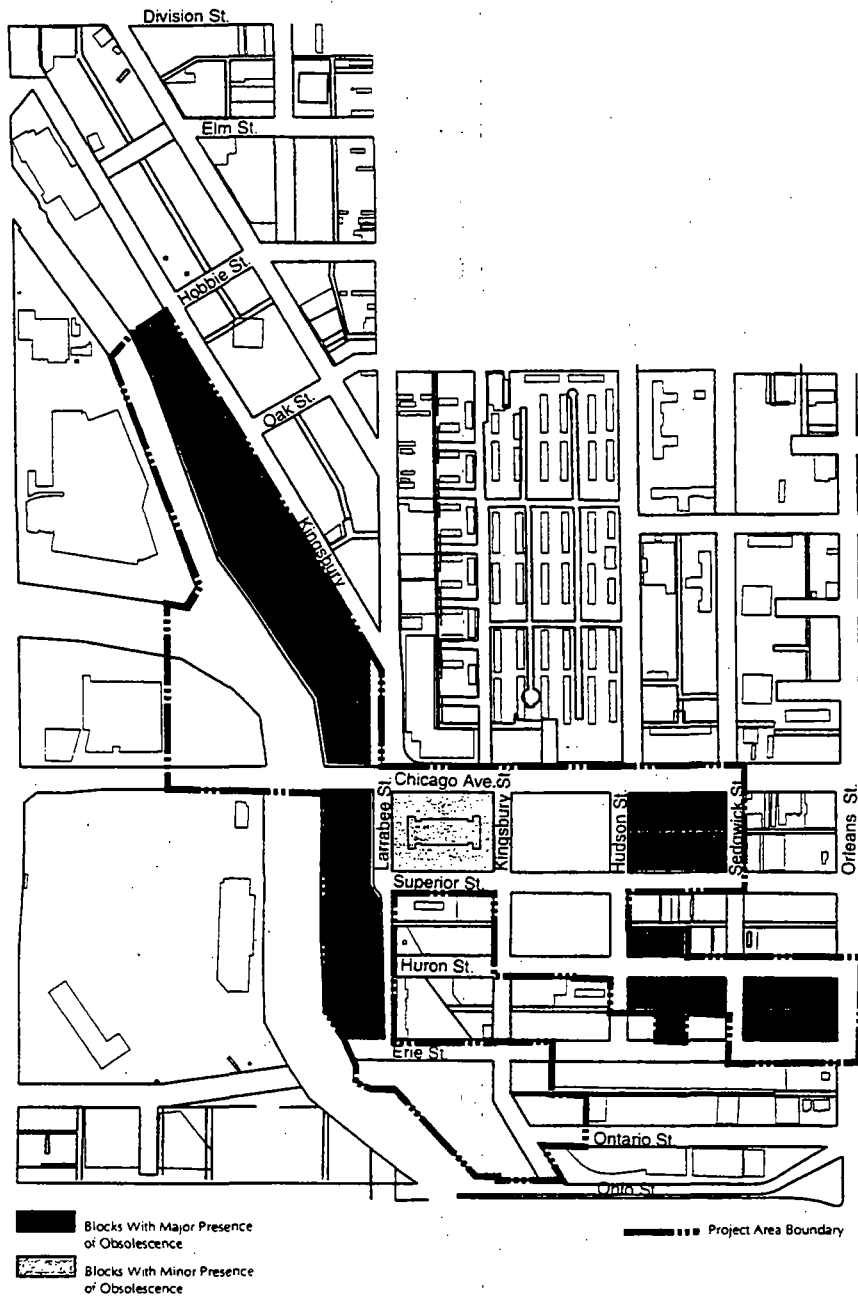 Division St.
Elm St.
Hobbie St.
Oak St.
Kingsbury
Chicago Ave.
Larrabee St.
Kingsbury St.
Hudson St.
Sedgwick St.
Orleans St.
Superior St.
Huron St.
Erie St.
Ontario St.
Ohio St.
Blocks With Major Presence
of Obsolescence
Project Area Boundary
Blocks With Minor Presence
of Obsolescence